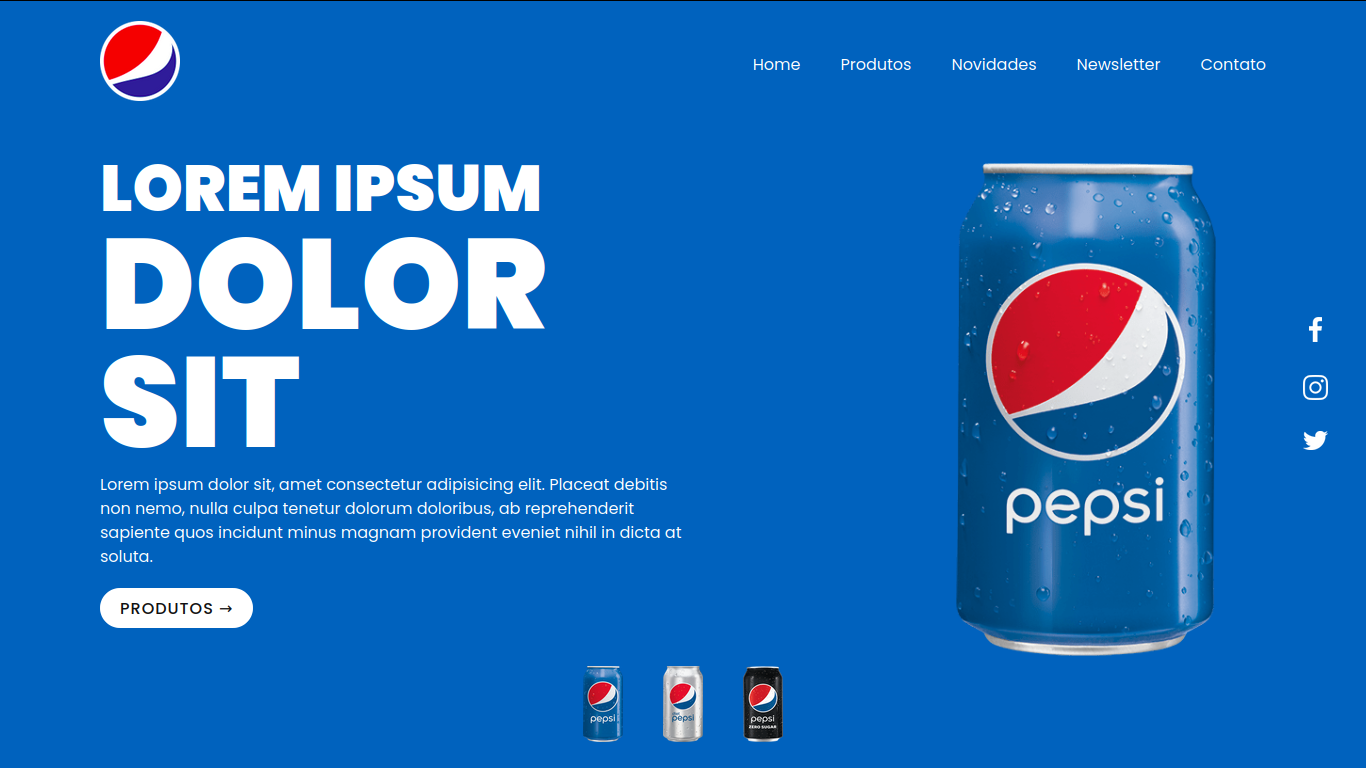 Home Produtos Novidades Newsletter Contato
LOREM IPSUM
DOLOR
SIT
Lorem ipsum dolor sit, amet consectetur adipisicing elit. Placeat debitis
non nemo, nulla culpa tenetur dolorum doloribus, ab reprehenderit
sapiente quos incidunt minus magnam provident eveniet nihil in dicta at
soluta.
PRODUTOS →
pepsi
pepsi
diet
pepsi
pepsi
ZERO SUGAR